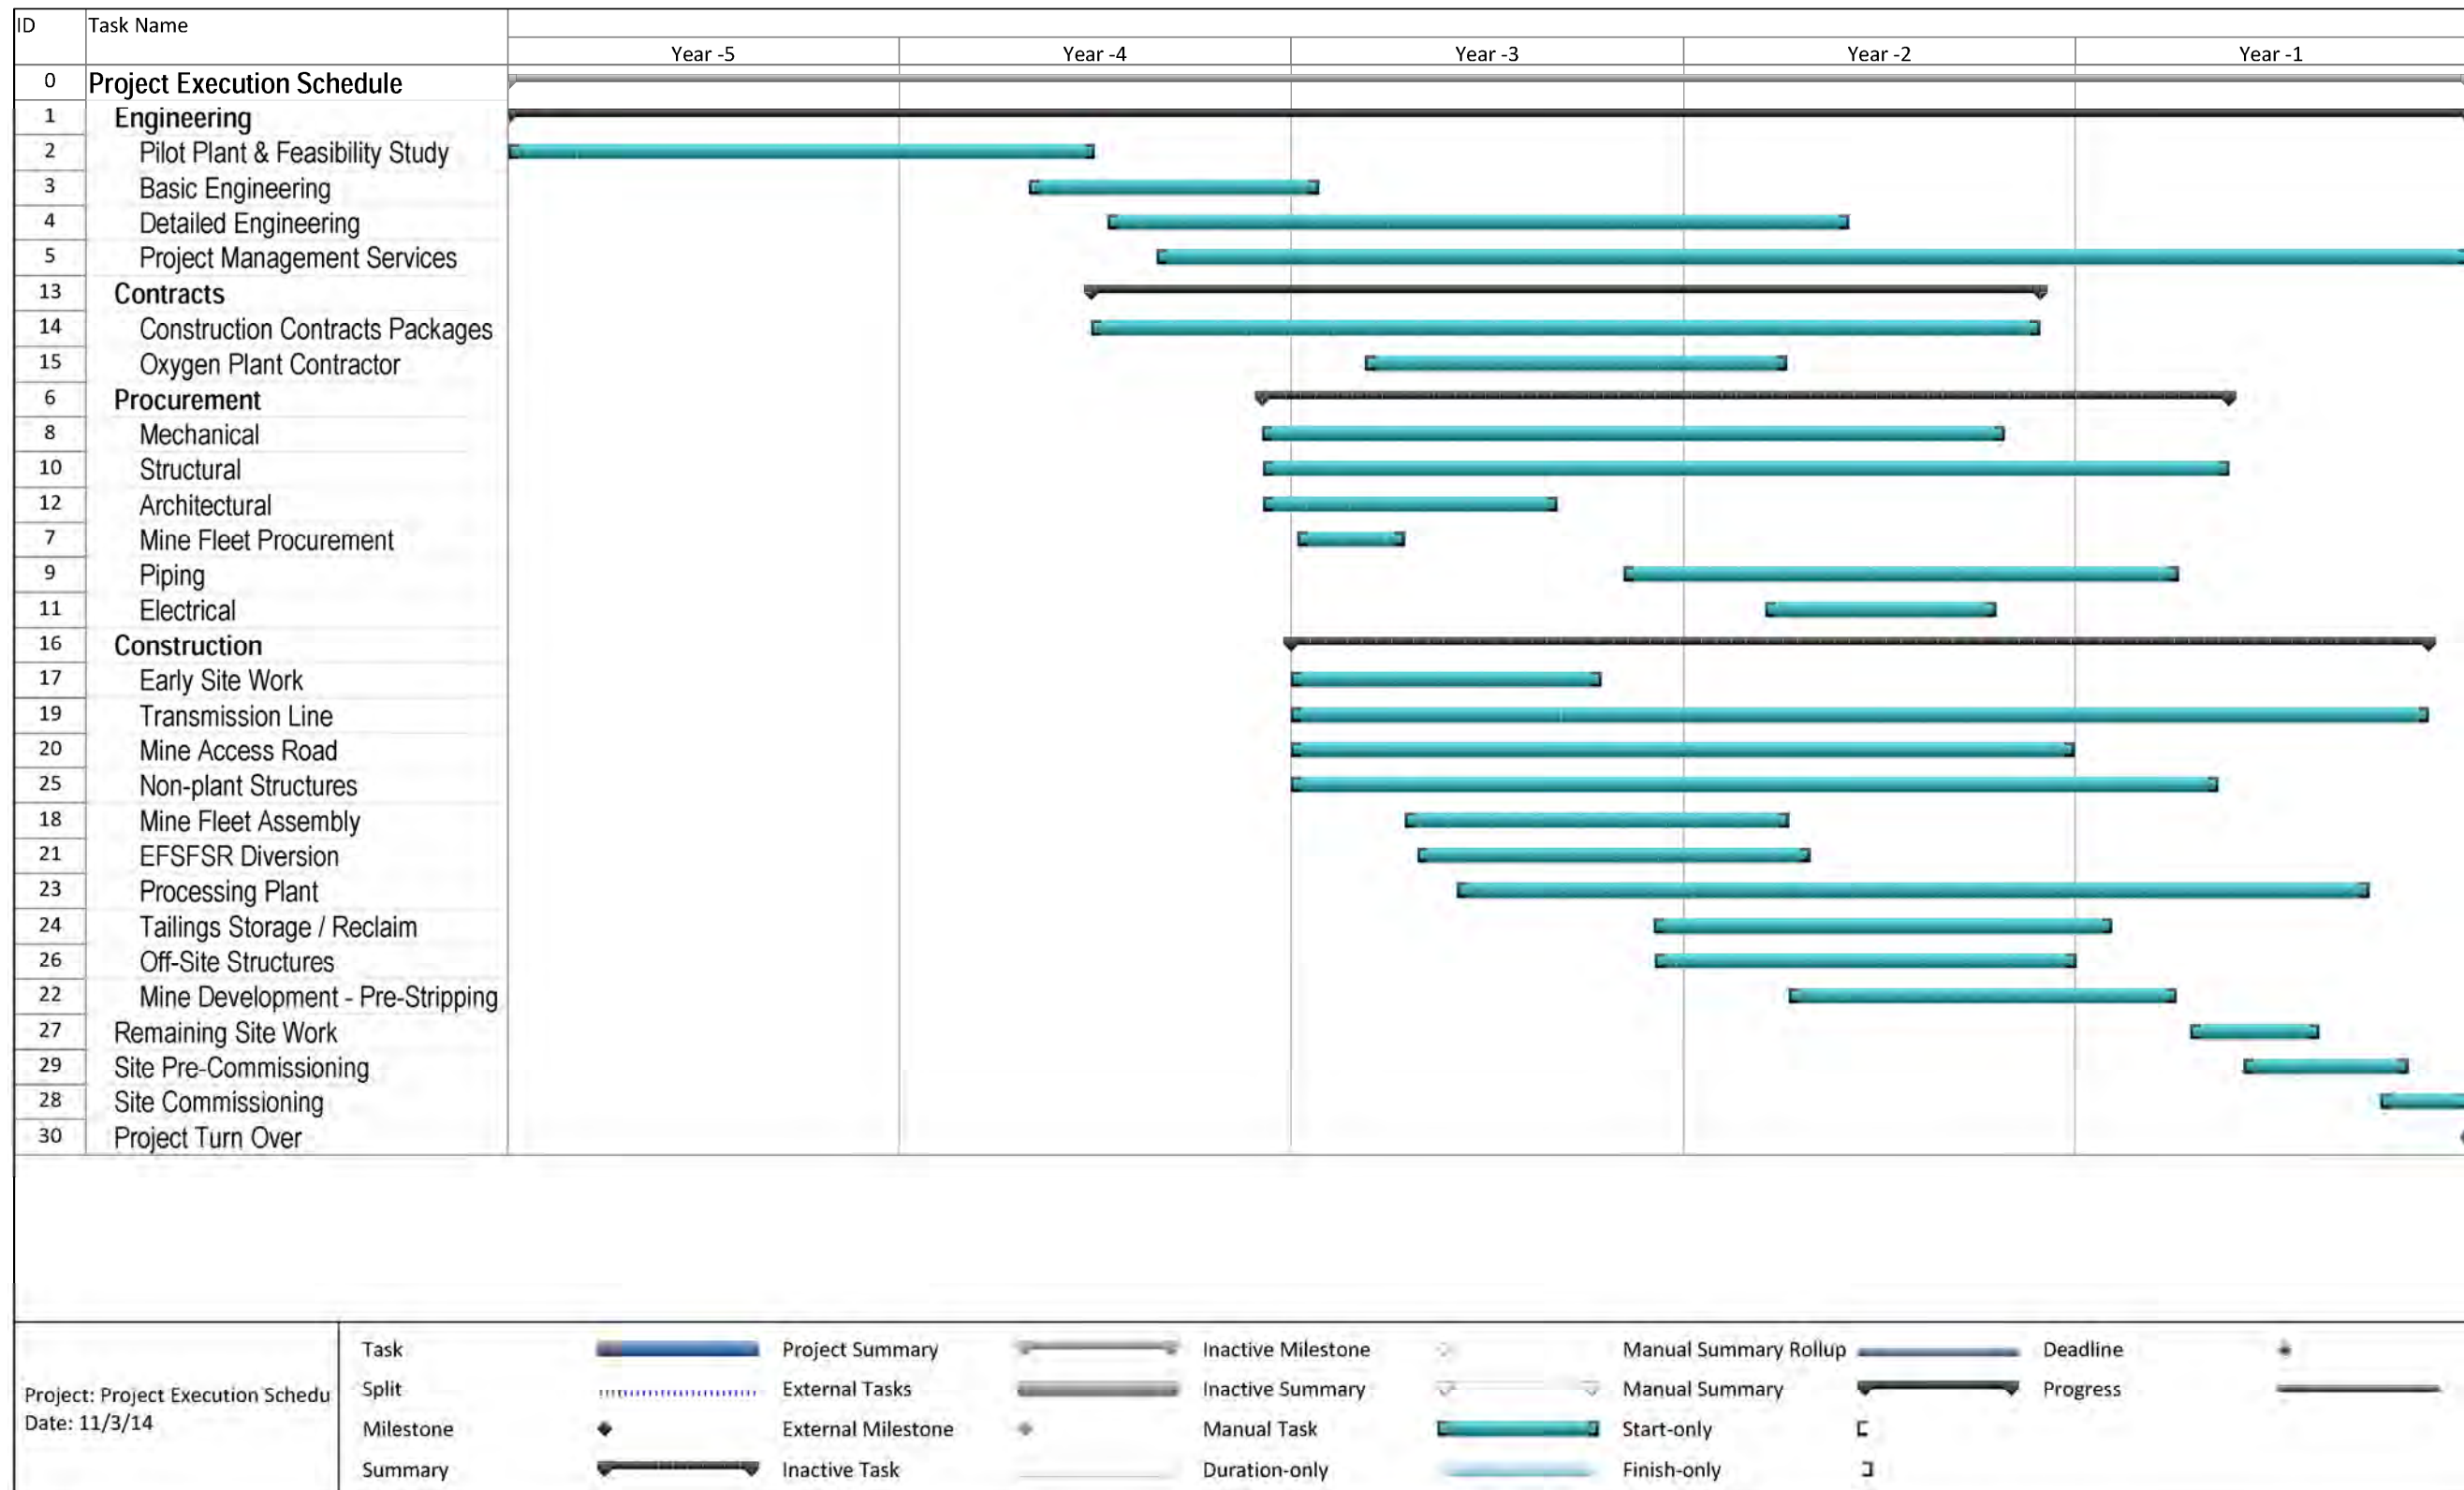 ID Task Name
Year -5 Year -4 Year -3 Year -2 Year -1
0 Project Execution Schedule
1 Engineering
2 Pilot Plant & Feasibility Study
3 Basic Engineering
4 Detailed Engineering
5 Project Management Services
13 Contracts
14 Construction Contracts Packages
15 Oxygen Plant Contractor
6 Procurement
8 Mechanical
10 Structural
12 Architectural
7 Mine Fleet Procurement
9 Piping
11 Electrical
16 Construction
17 Early Site Work
19 Transmission Line
20 Mine Access Road
25 Non-plant Structures
18 Mine Fleet Assembly
21 EFSFSR Diversion
23 Processing Plant
24 Tailings Storage / Reclaim
26 Off-Site Structures
22 Mine Development - Pre-Stripping
27 Remaining Site Work
29 Site Pre-Commissioning
28 Site Commissioning
30 Project Turn Over
Project: Project Execution Schedu
Date: 11/3/14
Task Project Summary Inactive Milestone Manual Summary Rollup Deadline
Split External Tasks Inactive Summary Manual Summary Progress
Milestone External Milestone Manual Task Start-only
Summary Inactive Task Duration-only Finish-only